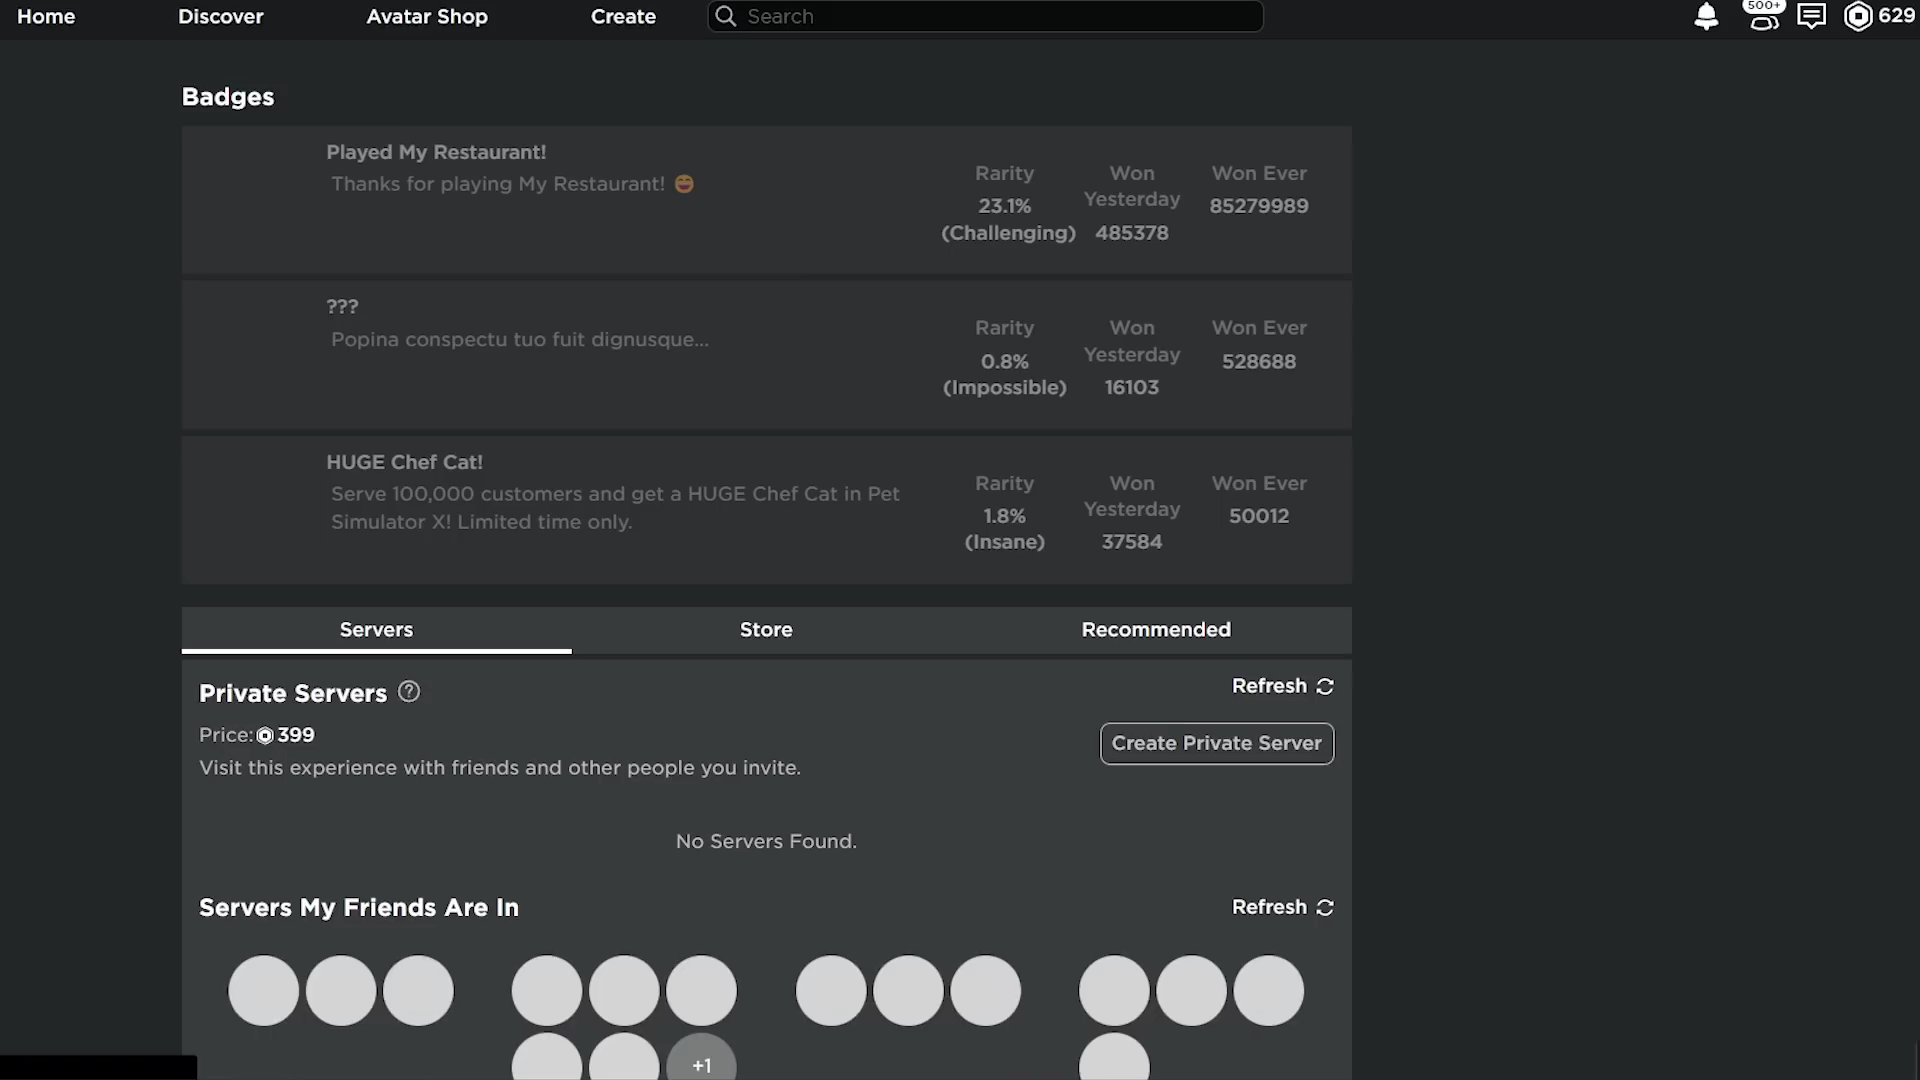 Home Discover Avatar Shop Create Search 500+ 629
Badges
Played My Restaurant!
Thanks for playing My Restaurant! 😄
Rarity
23.1%
(Challenging)
Won
Yesterday
485378
Won Ever
85279989
???
Popina conspectu tuo fuit dignusque...
Rarity
0.8%
(Impossible)
Won
Yesterday
16103
Won Ever
528688
HUGE Chef Cat!
Serve 100,000 customers and get a HUGE Chef Cat in Pet
Simulator X! Limited time only.
Rarity
1.8%
(Insane)
Won
Yesterday
37584
Won Ever
50012
Servers Store Recommended
Private Servers ?
Refresh
Price: 399
Create Private Server
Visit this experience with friends and other people you invite.
No Servers Found.
Servers My Friends Are In
Refresh
+1